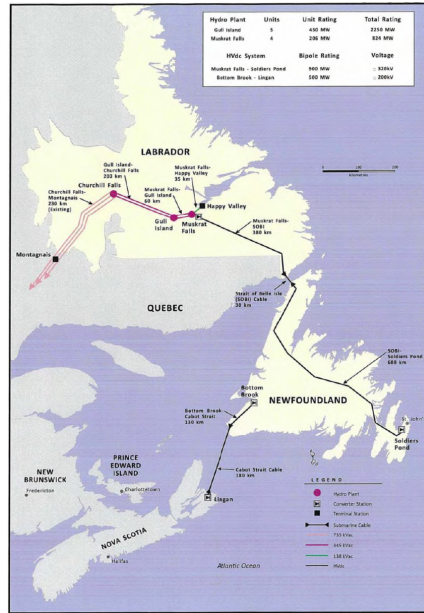 Hydro Plant Units Unit Rating Total Rating
Gull Island 5 450 MW 2250 MW
Muskrat Falls 4 206 MW 824 MW
HVdc System Bipole Rating Voltage
Muskrat Falls - Soldiers Pond 900 MW ± 320kV
Bottom Brook - Lingan 500 MW ± 200kV
LABRADOR
Gull Island-
Churchill Falls
203 km
Muskrat Falls-
Happy Valley
35 km
Churchill Falls
Muskrat Falls-
Gull Island
60 km
Churchill Falls-
Montagnais
230 km
(Existing)
Happy Valley
Gull
Island
Muskrat
Falls
Muskrat Falls-
SOBI
380 km
Montagnais
Strait of Belle Isle
(SOBI) Cable
30 km
QUEBEC
SOBI-
Soldiers Pond
688 km
Bottom
Brook
NEWFOUNDLAND
Bottom Brook-
Cabot Strait
130 km
St. John's
Soldiers
Pond
PRINCE
EDWARD
ISLAND
Cabot Strait Cable
180 km
NEW
BRUNSWICK
Fredericton
Charlottetown
Lingan
NOVA SCOTIA
Halifax
Atlantic Ocean
LEGEND
Hydro Plant
Converter Station
Terminal Station
Submarine Cable
735 kVac
345 kVac
138 kVac
HVdc